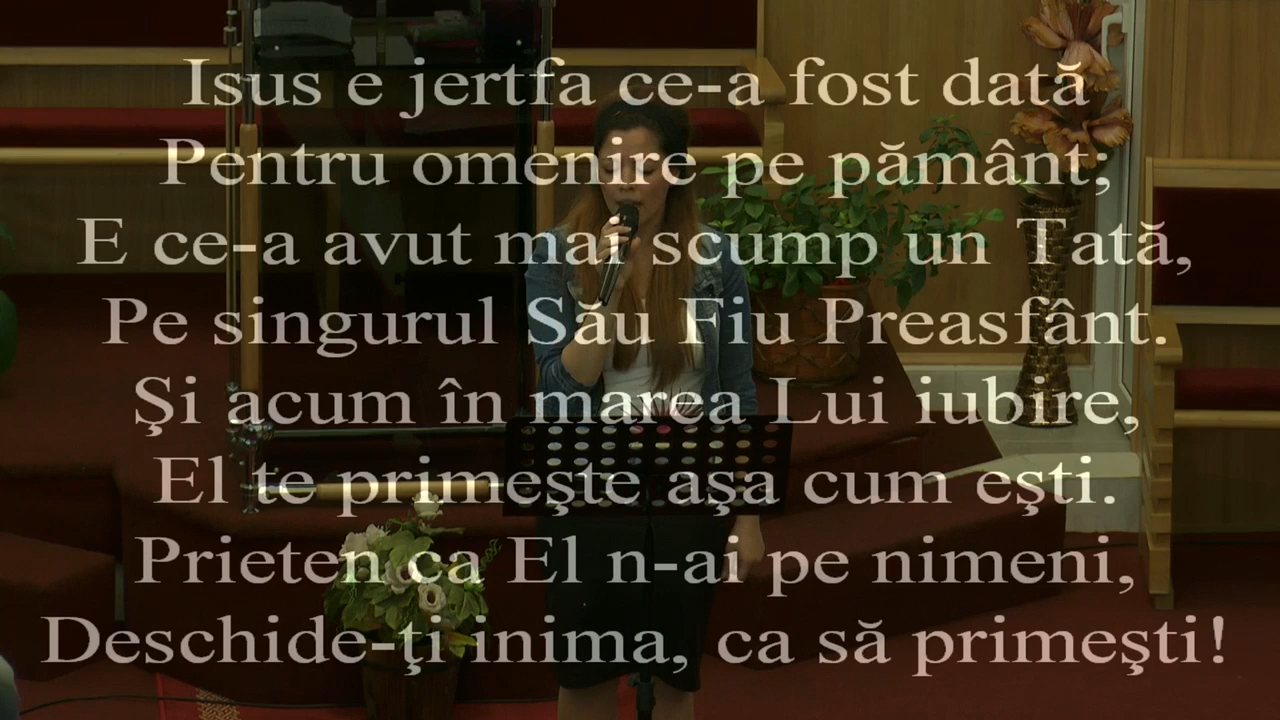 Isus e jertfa ce-a fost dată
Pentru omenire pe pământ;
E ce-a avut mai scump un Tată,
Pe singurul Său Fiu Preasfânt.
Şi acum în marea Lui iubire,
El te primeşte aşa cum eşti.
Prieten ca El n-ai pe nimeni,
Deschide-ţi inima, ca să primeşti!